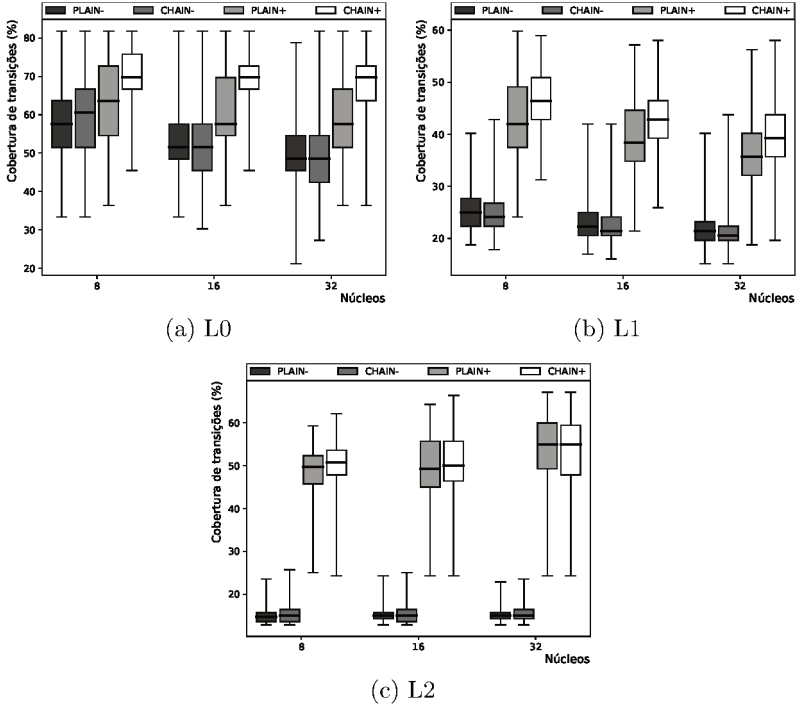 PLAIN- CHAIN- PLAIN+ CHAIN+
Cobertura de transições (%)
80
70
60
50
40
30
20
8 16 32
Núcleos
(a) L0
PLAIN- CHAIN- PLAIN+ CHAIN+
Cobertura de transições (%)
60
50
40
30
20
8 16 32
Núcleos
(b) L1
PLAIN- CHAIN- PLAIN+ CHAIN+
Cobertura de transições (%)
60
50
40
30
20
8 16 32
Núcleos
(c) L2